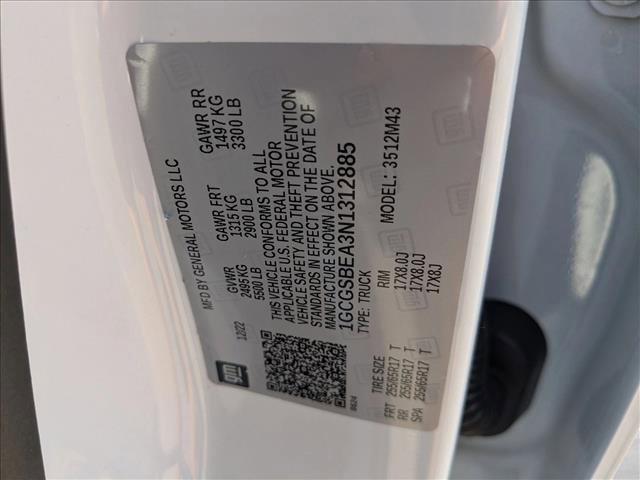 gm
MFD BY GENERAL MOTORS LLC
12/22
GVWR
2495 KG
5500 LB
GAWR FRT
1315 KG
2900 LB
GAWR RR
1497 KG
3300 LB
THIS VEHICLE CONFORMS TO ALL
APPLICABLE U.S. FEDERAL MOTOR
VEHICLE SAFETY AND THEFT PREVENTION
STANDARDS IN EFFECT ON THE DATE OF
MANUFACTURE SHOWN ABOVE.
1GCGSBEA3N1312885
TYPE: TRUCK MODEL: 3512M43
TIRE SIZE RIM
FRT 255/65R17 T 17X8.0J
RR 255/65R17 T 17X8.0J
SPA 255/65R17 T 17X8J